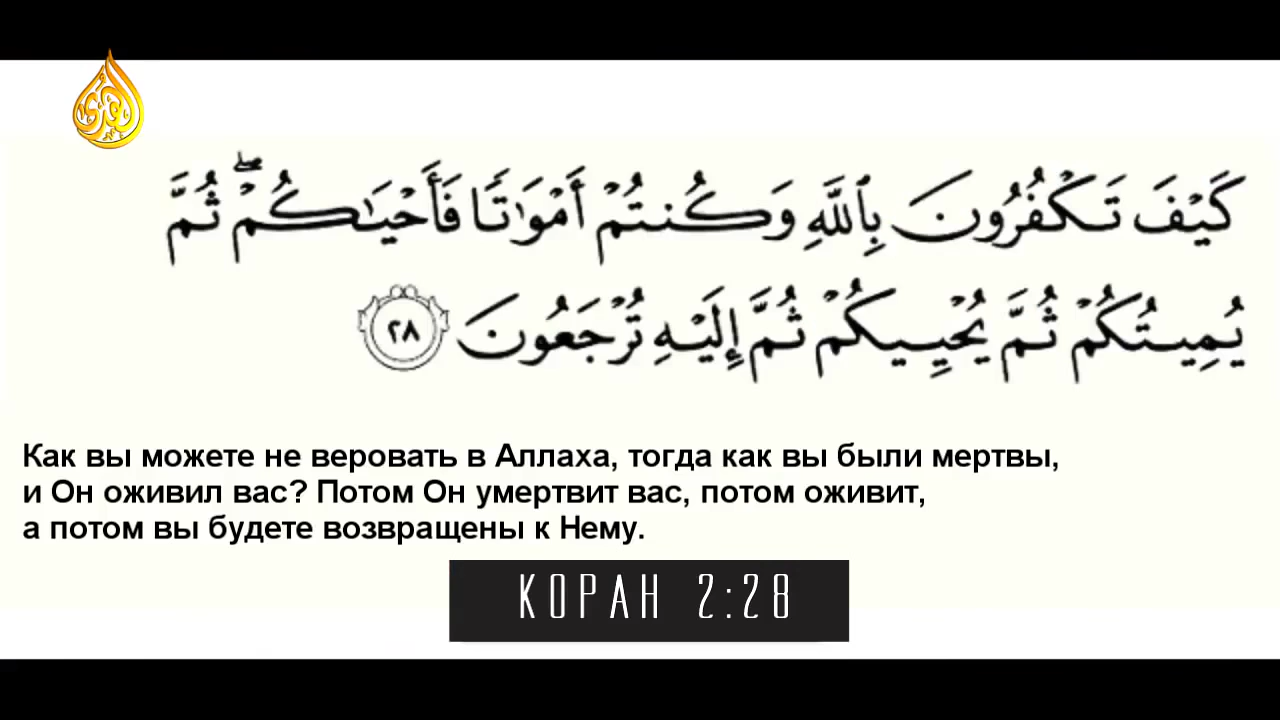 الهدى
كَيْفَ تَكْفُرُونَ بِٱللَّهِ وَكُنتُمْ أَمْوَٰتًا فَأَحْيَـٰكُمْ ۖ ثُمَّ
يُمِيتُكُمْ ثُمَّ يُحْيِيكُمْ ثُمَّ إِلَيْهِ تُرْجَعُونَ ٢٨
Как вы можете не веровать в Аллаха, тогда как вы были мертвы,
и Он оживил вас? Потом Он умертвит вас, потом оживит,
а потом вы будете возвращены к Нему.
КОРАН 2:28